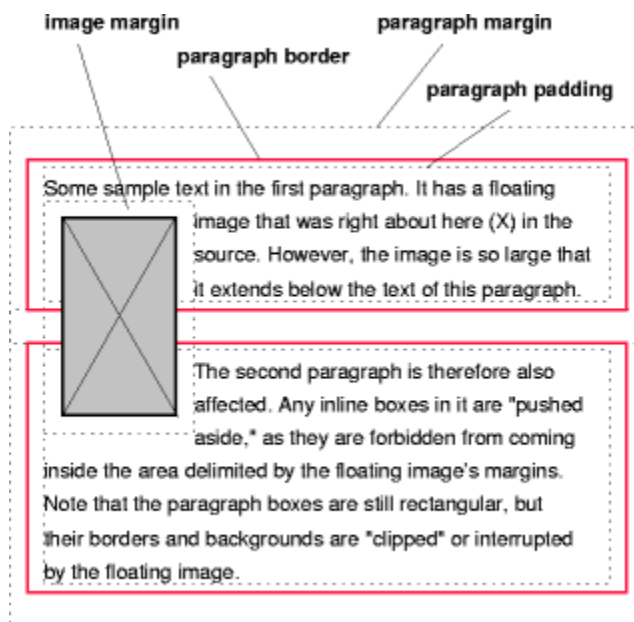 image margin
paragraph margin
paragraph border
paragraph padding
Some sample text in the first paragraph. It has a floating
image that was right about here (X) in the
source. However, the image is so large that
it extends below the text of this paragraph.
The second paragraph is therefore also
affected. Any inline boxes in it are "pushed
aside," as they are forbidden from coming
inside the area delimited by the floating image's margins.
Note that the paragraph boxes are still rectangular, but
their borders and backgrounds are "clipped" or interrupted
by the floating image.